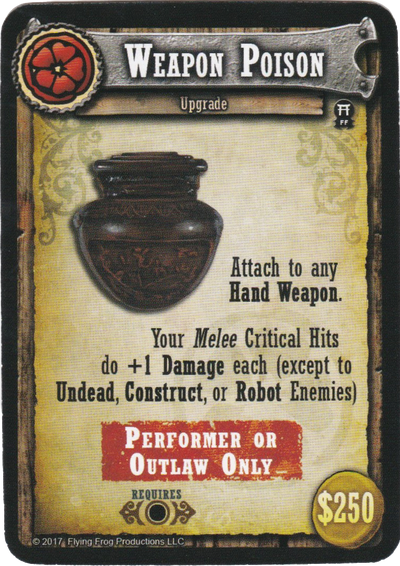 Weapon Poison
Upgrade
FF
Attach to any
Hand Weapon.
Your Melee Critical Hits
do +1 Damage each (except to
Undead, Construct, or Robot Enemies)
Performer or
Outlaw Only
REQUIRES
$250
© 2017 Flying Frog Productions LLC